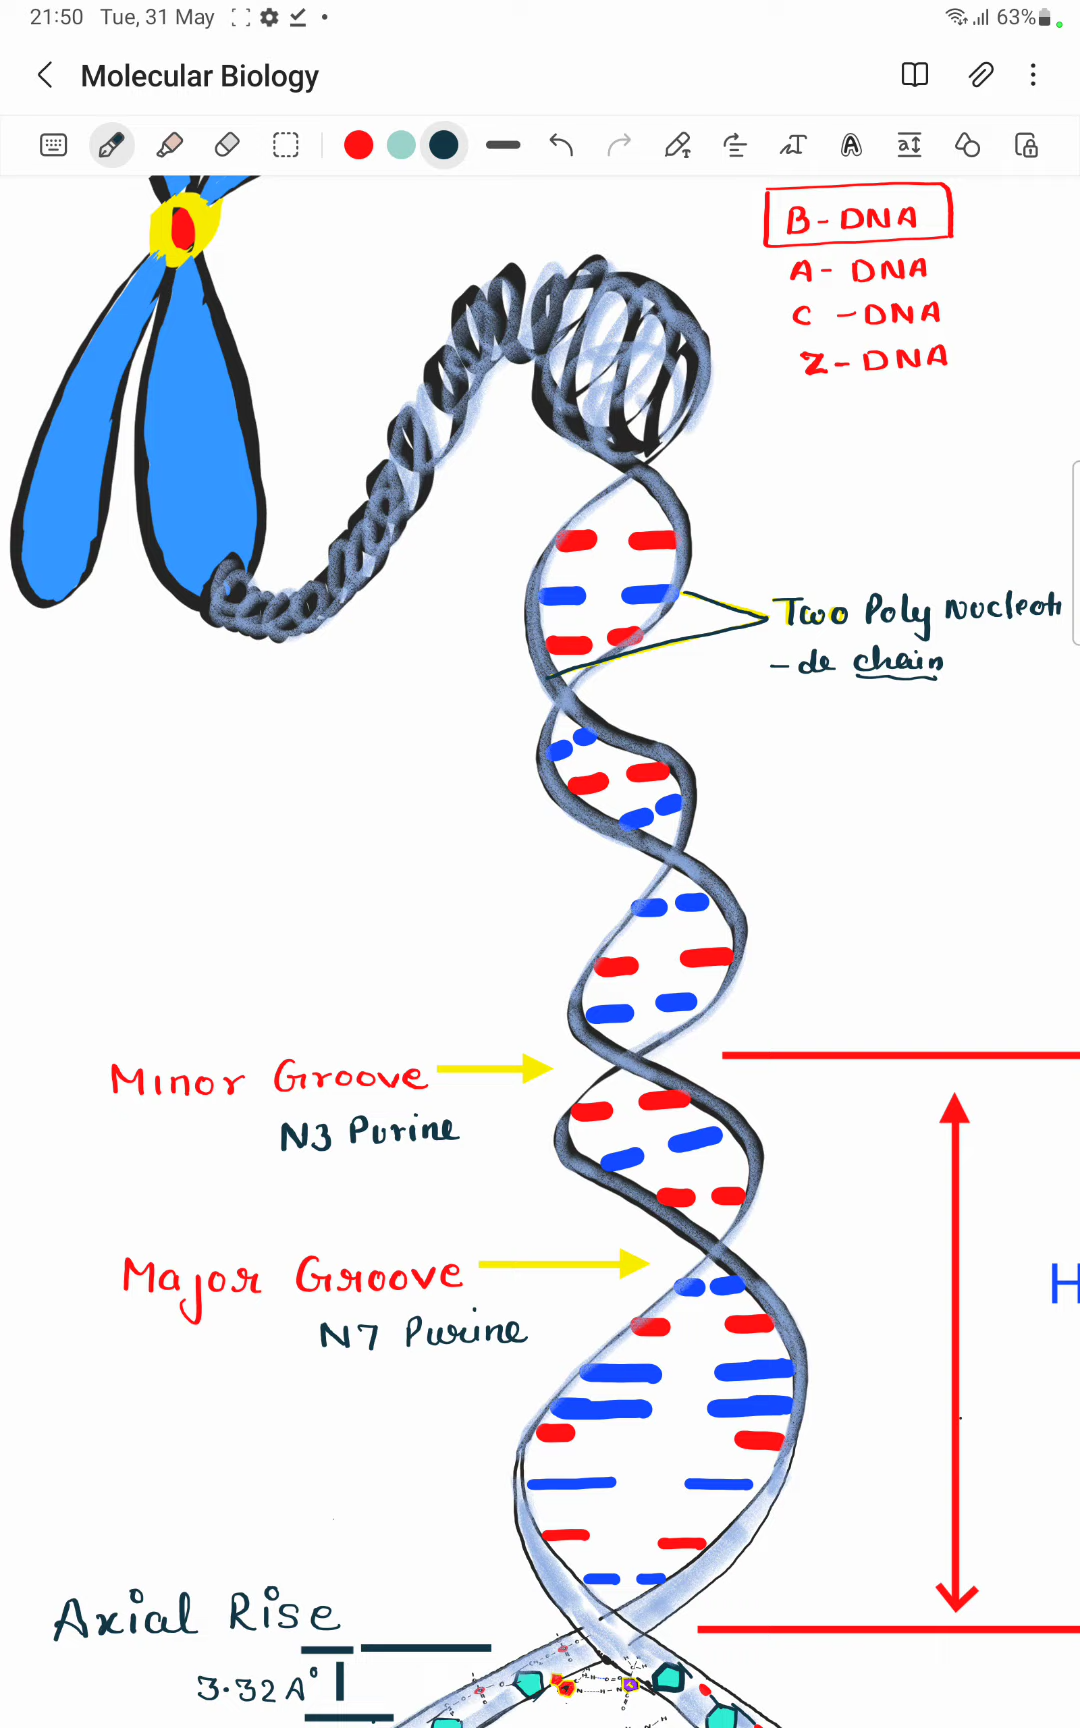 21:50 Tue, 31 May
63%
Molecular Biology
B - DNA
A - DNA
C - DNA
Z - DNA
Two Poly Nucleoti
- de chain
Minor Groove
N3 Purine
Major Groove
N7 Purine
H
Axial Rise
3.32 A°